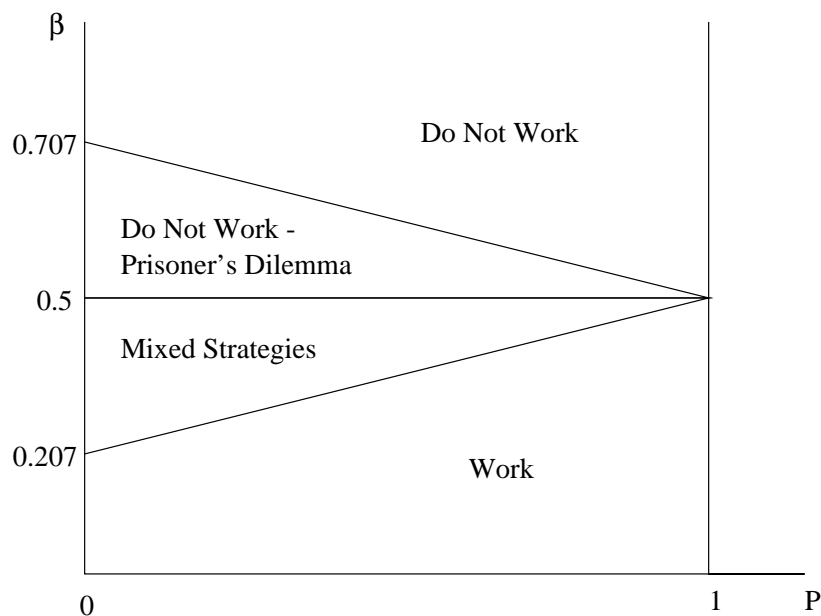 β
0.707
Do Not Work
Do Not Work -
Prisoner's Dilemma
0.5
Mixed Strategies
0.207
Work
0
1
P